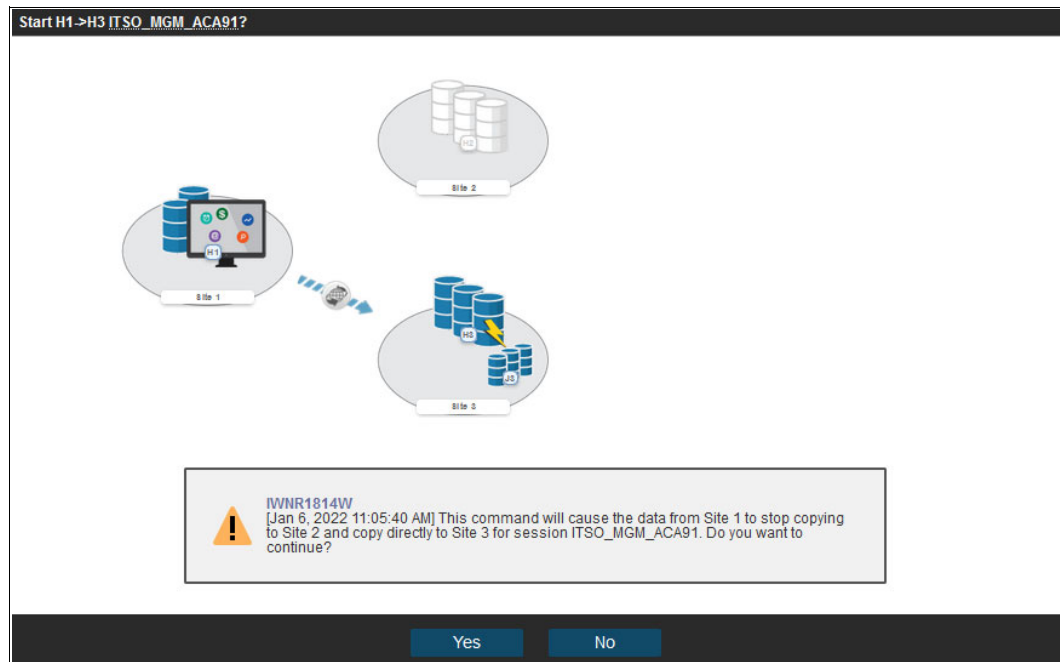 Start H1->H3 ITSO_MGM_ACA91?
H2
Site 2
$
H1
Site 1
H3
J3
Site 3
IWNR1814W
[Jan 6, 2022 11:05:40 AM] This command will cause the data from Site 1 to stop copying
to Site 2 and copy directly to Site 3 for session ITSO_MGM_ACA91. Do you want to
continue?
Yes No